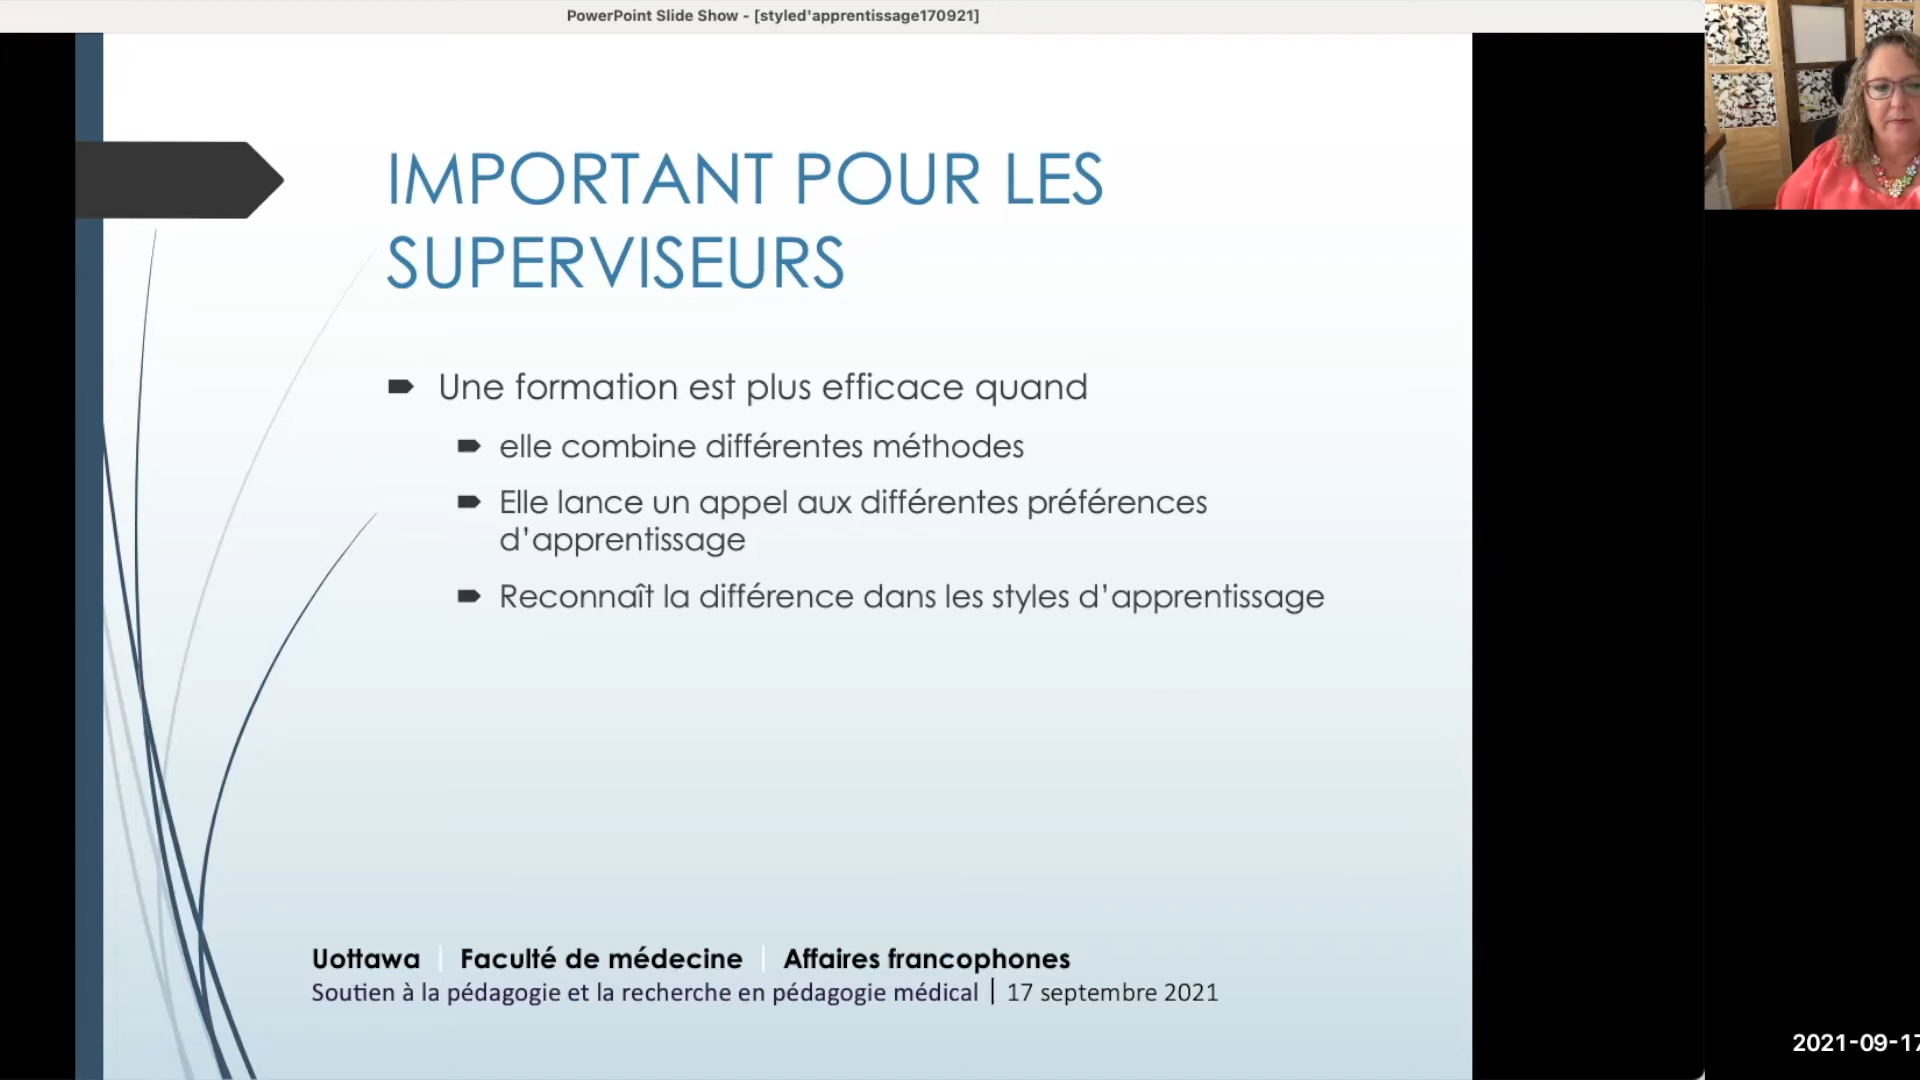 PowerPoint Slide Show - [styled'apprentissage170921]
IMPORTANT POUR LES
SUPERVISEURS
Une formation est plus efficace quand
elle combine différentes méthodes
Elle lance un appel aux différentes préférences
d’apprentissage
Reconnaît la différence dans les styles d’apprentissage
Uottawa | Faculté de médecine | Affaires francophones
Soutien à la pédagogie et la recherche en pédagogie médical | 17 septembre 2021
2021-09-17